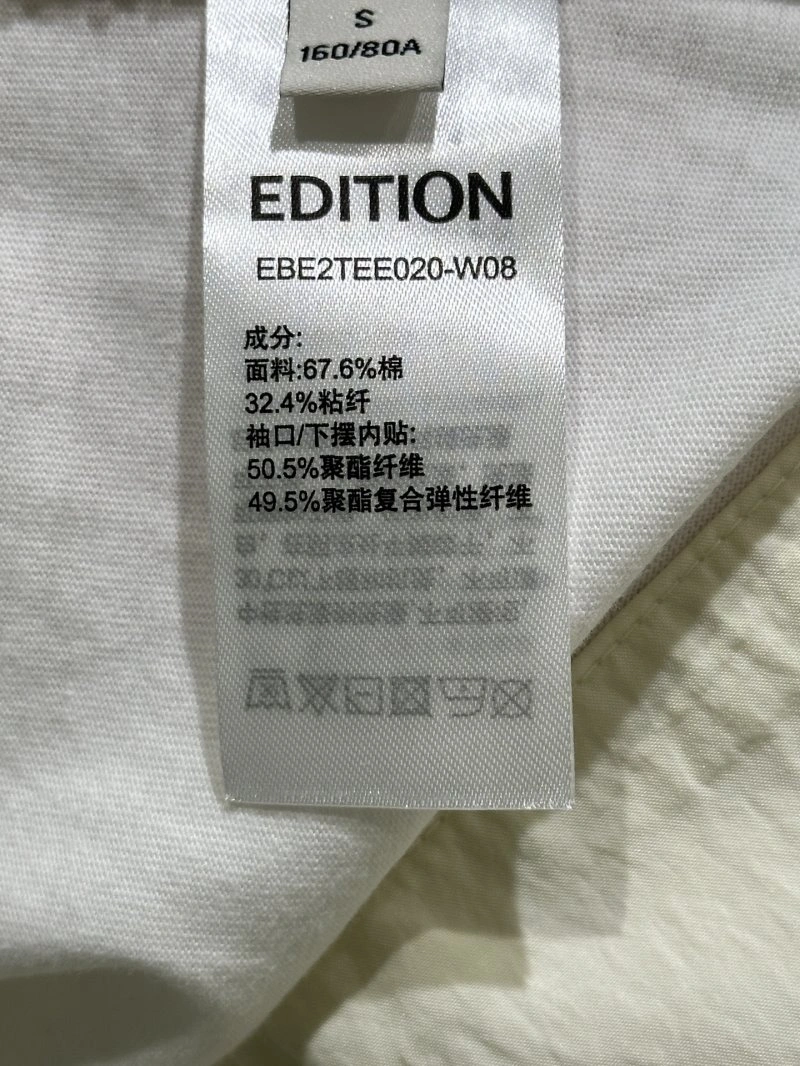 S
160/80A
EDITION
EBE2TEE020-W08
成分:
面料:67.6%棉
32.4%粘纤
袖口/下摆内贴:
50.5%聚酯纤维
49.5%聚酯复合弹性纤维